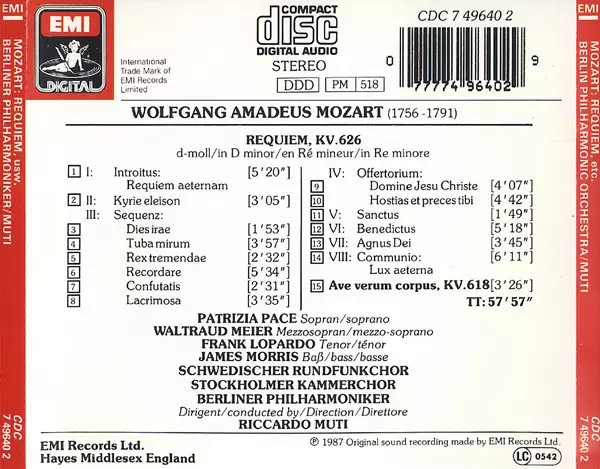 EMI
MOZART: REQUIEM, usw.
BERLINER PHILHARMONIKER/MUTI
CDC
7 49640 2
EMI
DIGITAL
International
Trade Mark of
EMI Records
Limited
COMPACT
disc
DIGITAL AUDIO
STEREO
DDD PM 518
CDC 7 49640 2
0 77774 96402 9
WOLFGANG AMADEUS MOZART (1756-1791)
REQUIEM, KV.626
d-moll/in D minor/en Ré mineur/in Re minore
1 I: Introitus: [5'20"]
Requiem aeternam
2 II: Kyrie eleison [3'05"]
III: Sequenz:
3 Dies irae [1'53"]
4 Tuba mirum [3'57"]
5 Rex tremendae [2'32"]
6 Recordare [5'34"]
7 Confutatis [2'31"]
8 Lacrimosa [3'35"]
IV: Offertorium:
9 Domine Jesu Christe [4'07"]
10 Hostias et preces tibi [4'42"]
11 V: Sanctus [1'49"]
12 VI: Benedictus [5'18"]
13 VII: Agnus Dei [3'45"]
14 VIII: Communio: [6'11"]
Lux aeterna
15 Ave verum corpus, KV.618 [3'26"]
TT: 57'57"
PATRIZIA PACE Sopran/soprano
WALTRAUD MEIER Mezzosopran/mezzo-soprano
FRANK LOPARDO Tenor/ténor
JAMES MORRIS Baß/bass/basse
SCHWEDISCHER RUNDFUNKCHOR
STOCKHOLMER KAMMERCHOR
BERLINER PHILHARMONIKER
Dirigent/conducted by/Direction/Direttore
RICCARDO MUTI
EMI Records Ltd.
Hayes Middlesex England
℗ 1987 Original sound recording made by EMI Records Ltd.
LC 0542
EMI
MOZART: REQUIEM, etc.
BERLIN PHILHARMONIC ORCHESTRA/MUTI
CDC
7 49640 2